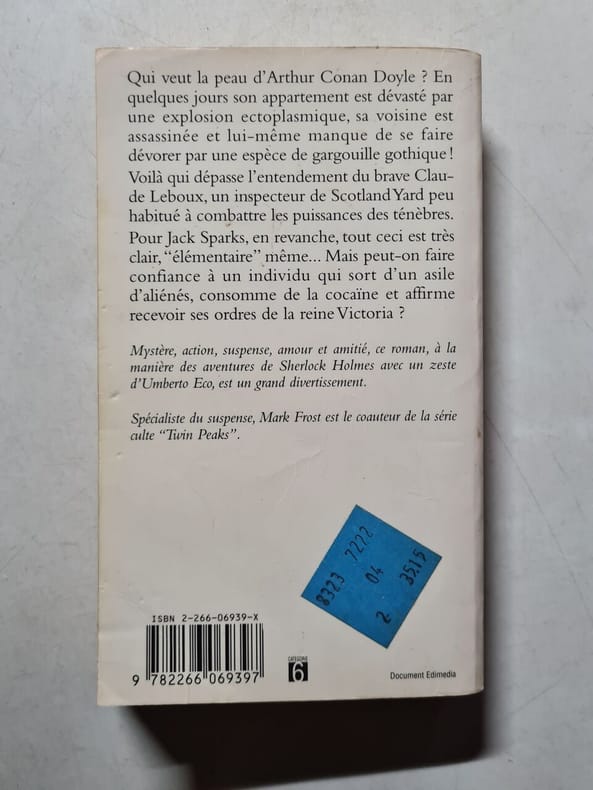 Qui veut la peau d'Arthur Conan Doyle ? En
quelques jours son appartement est dévasté par
une explosion ectoplasmique, sa voisine est
assassinée et lui-même manque de se faire
dévorer par une espèce de gargouille gothique !
Voilà qui dépasse l'entendement du brave Clau-
de Leboux, un inspecteur de Scotland Yard peu
habitué à combattre les puissances des ténèbres.
Pour Jack Sparks, en revanche, tout ceci est très
clair, "élémentaire" même... Mais peut-on faire
confiance à un individu qui sort d'un asile
d'aliénés, consomme de la cocaïne et affirme
recevoir ses ordres de la reine Victoria ?
Mystère, action, suspense, amour et amitié, ce roman, à la
manière des aventures de Sherlock Holmes avec un zeste
d'Umberto Eco, est un grand divertissement.
Spécialiste du suspense, Mark Frost est le coauteur de la série
culte "Twin Peaks".
8323 7222
04
2 35.15
ISBN 2-266-06939-X
9 782266 069397
CATEGORIE
6
Document Edimedia